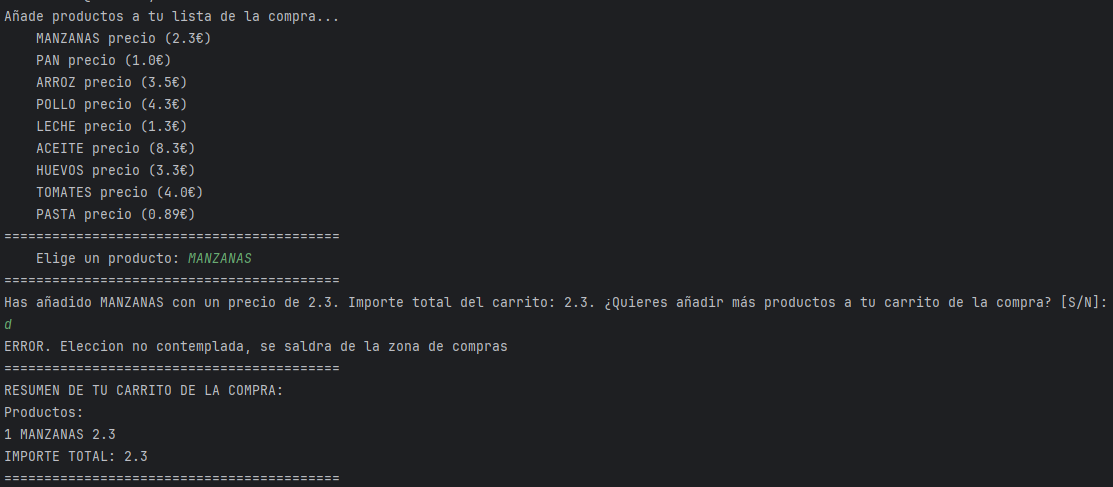 Añade productos a tu lista de la compra...
MANZANAS precio (2.3€)
PAN precio (1.0€)
ARROZ precio (3.5€)
POLLO precio (4.3€)
LECHE precio (1.3€)
ACEITE precio (8.3€)
HUEVOS precio (3.3€)
TOMATES precio (4.0€)
PASTA precio (0.89€)
==========================================
Elige un producto: MANZANAS
==========================================
Has añadido MANZANAS con un precio de 2.3. Importe total del carrito: 2.3. ¿Quieres añadir más productos a tu carrito de la compra? [S/N]:
d
ERROR. Eleccion no contemplada, se saldra de la zona de compras
==========================================
RESUMEN DE TU CARRITO DE LA COMPRA:
Productos:
1 MANZANAS 2.3
IMPORTE TOTAL: 2.3
==========================================